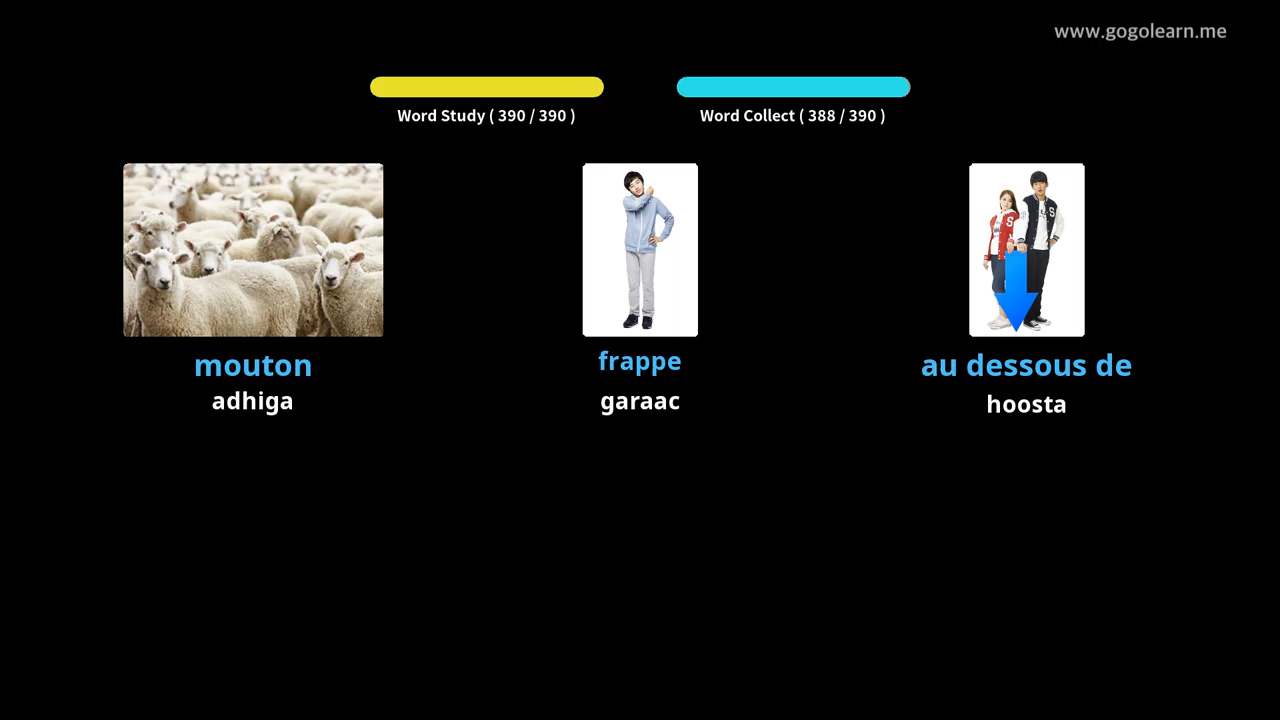 www.gogolearn.me
Word Study ( 390 / 390 )
Word Collect ( 388 / 390 )
mouton
adhiga
frappe
garaac
S
S
au dessous de
hoosta